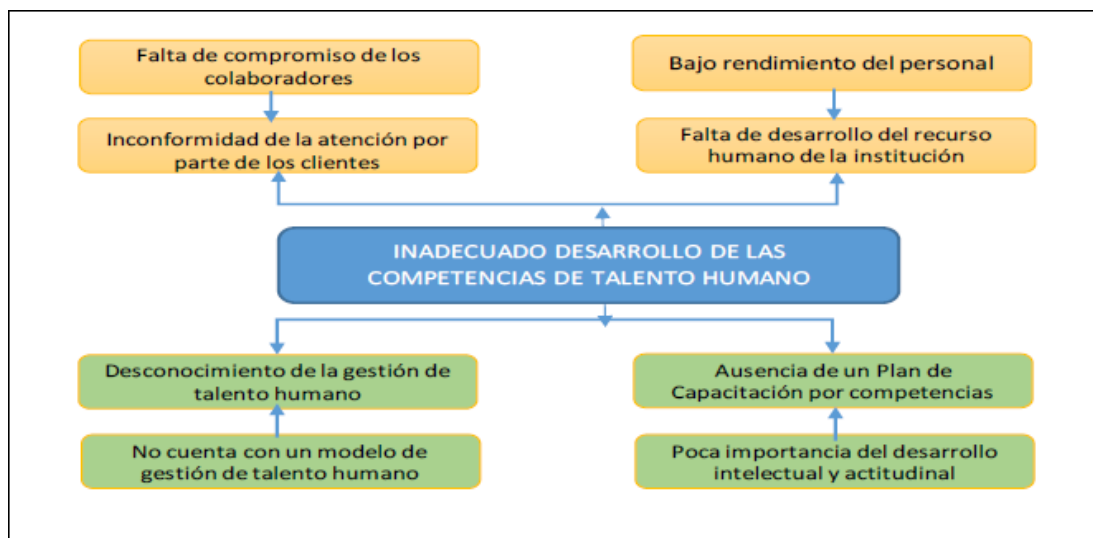 Falta de compromiso de los
colaboradores
Bajo rendimiento del personal
Inconformidad de la atención por
parte de los clientes
Falta de desarrollo del recurso
humano de la institución
INADECUADO DESARROLLO DE LAS
COMPETENCIAS DE TALENTO HUMANO
Desconocimiento de la gestión de
talento humano
Ausencia de un Plan de
Capacitación por competencias
No cuenta con un modelo de
gestión de talento humano
Poca importancia del desarrollo
intelectual y actitudinal